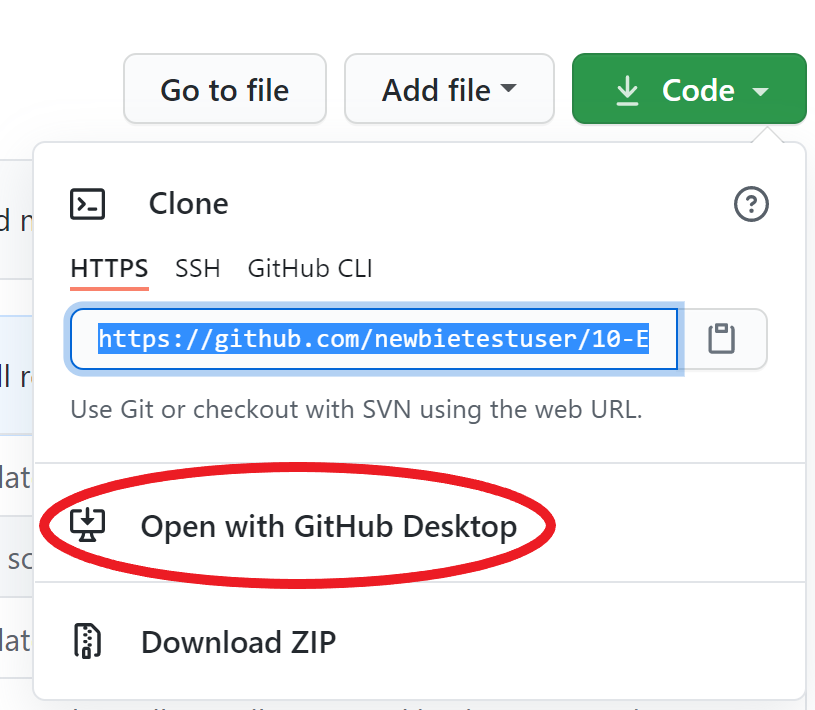 Go to file
Add file
Code
Clone
HTTPS
SSH
GitHub CLI
https://github.com/newbietestuser/10-E
Use Git or checkout with SVN using the web URL.
Open with GitHub Desktop
Download ZIP